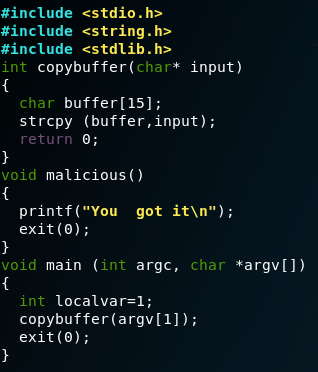 #include <stdio.h>
#include <string.h>
#include <stdlib.h>
int copybuffer(char* input)
{
  char buffer[15];
  strcpy (buffer,input);
  return 0;
}
void malicious()
{
  printf("You  got it\n");
  exit(0);
}
void main (int argc, char *argv[])
{
  int localvar=1;
  copybuffer(argv[1]);
  exit(0);
}